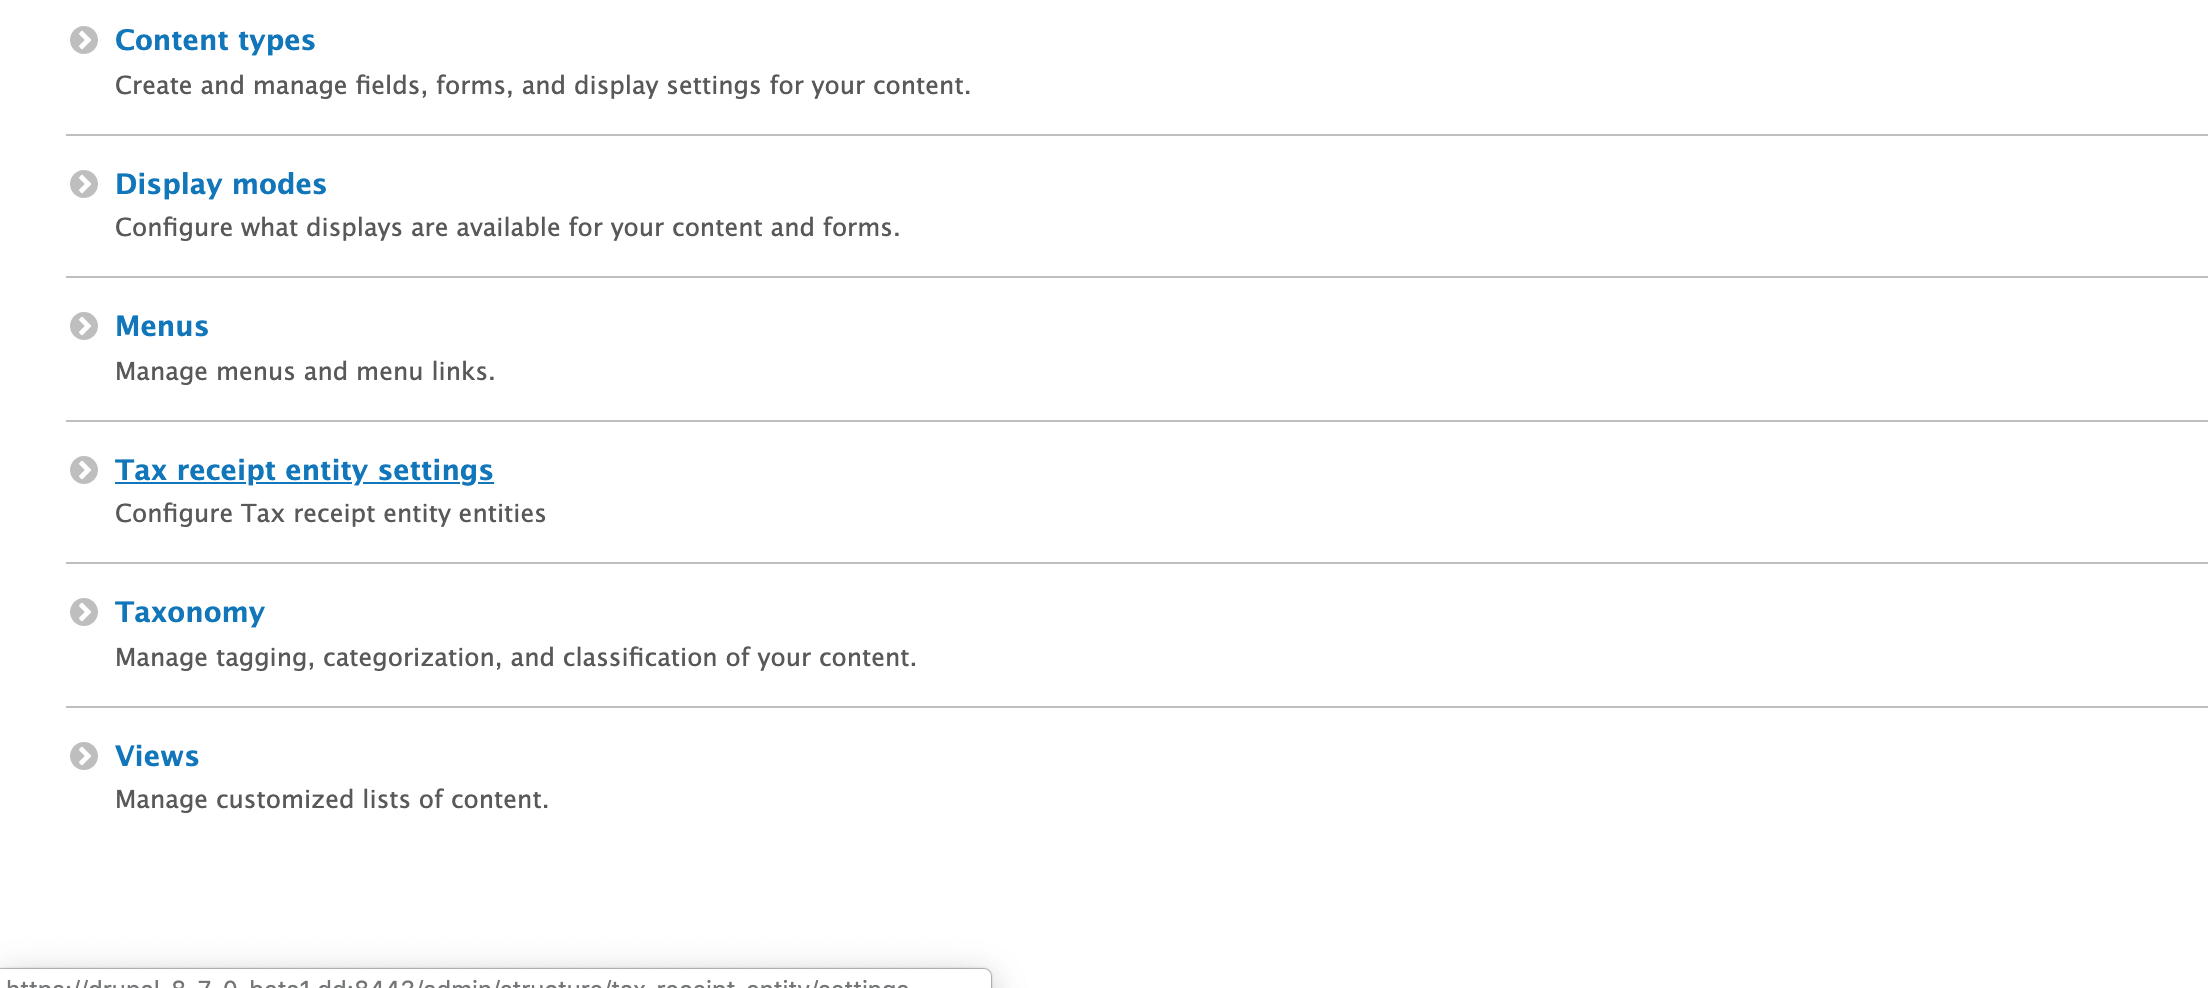 Content types
Create and manage fields, forms, and display settings for your content.
Display modes
Configure what displays are available for your content and forms.
Menus
Manage menus and menu links.
Tax receipt entity settings
Configure Tax receipt entity entities
Taxonomy
Manage tagging, categorization, and classification of your content.
Views
Manage customized lists of content.
https://drupal-8-7-0-beta1.dd:8443/admin/structure/tax_receipt_entity/settings